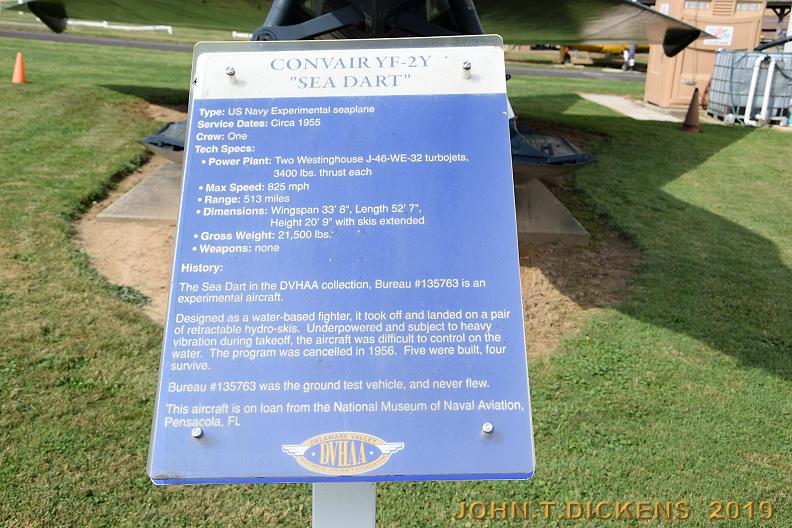 CONVAIR YF-2Y
"SEA DART"
Type: US Navy Experimental seaplane
Service Dates: Circa 1955
Crew: One
Tech Specs:
• Power Plant: Two Westinghouse J-46-WE-32 turbojets,
3400 lbs. thrust each
• Max Speed: 825 mph
• Range: 513 miles
• Dimensions: Wingspan 33' 8", Length 52' 7",
Height 20' 9" with skis extended
• Gross Weight: 21,500 lbs.
• Weapons: none
History:
The Sea Dart in the DVHAA collection, Bureau #135763 is an
experimental aircraft.
Designed as a water-based fighter, it took off and landed on a pair
of retractable hydro-skis. Underpowered and subject to heavy
vibration during takeoff, the aircraft was difficult to control on the
water. The program was cancelled in 1956. Five were built, four
survive.
Bureau #135763 was the ground test vehicle, and never flew.
This aircraft is on loan from the National Museum of Naval Aviation,
Pensacola, FL
DELAWARE VALLEY
DVHAA
HISTORICAL AIRCRAFT ASSOCIATION
JOHN.T.DICKENS 2019